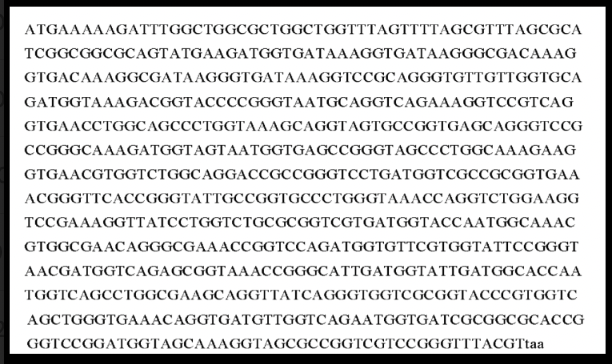 ATGAAAAAGATTTGGCTGGCGCTGGCTGGTTTAGTTTTAGCGTTTAGCGCA
TCGGCGGCGCAGTATGAAGATGGTGATAAAGGTGATAAGGGCGACAAAG
GTGACAAAGGCGATAAGGGTGATAAAGGTCCGCAGGGTGTTGTTGGTGCA
GATGGTAAAGACGGTACCCCGGGTAATGCAGGTCAGAAAGGTCCGTCAG
GTGAACCTGGCAGCCCTGGTAAAGCAGGTAGTGCCGGTGAGCAGGGTCCG
CCGGGCAAAGATGGTAGTAATGGTGAGCCGGGTAGCCCTGGCAAAGAAG
GTGAACGTGGTCTGGCAGGACCGCCGGGTCCTGATGGTCGCCGCGGTGAA
ACGGGTTCACCGGGTATTGCCGGTGCCCTGGGTAAACCAGGTCTGGAAGG
TCCGAAAGGTTATCCTGGTCTGCGCGGTCGTGATGGTACCAATGGCAAAC
GTGGCGAACAGGGCGAAACCGGTCCAGATGGTGTTCGTGGTATTCCGGGT
AACGATGGTCAGAGCGGTAAACCGGGCATTGATGGTATTGATGGCACCAA
TGGTCAGCCTGGCGAAGCAGGTTATCAGGGTGGTCGCGGTACCCGTGGTC
AGCTGGGTGAAACAGGTGATGTTGGTCAGAATGGTGATCGCGGCGCACCG
GGTCCGGATGGTAGCAAAGGTAGCGCCGGTCGTCCGGGTTTACGTtaa